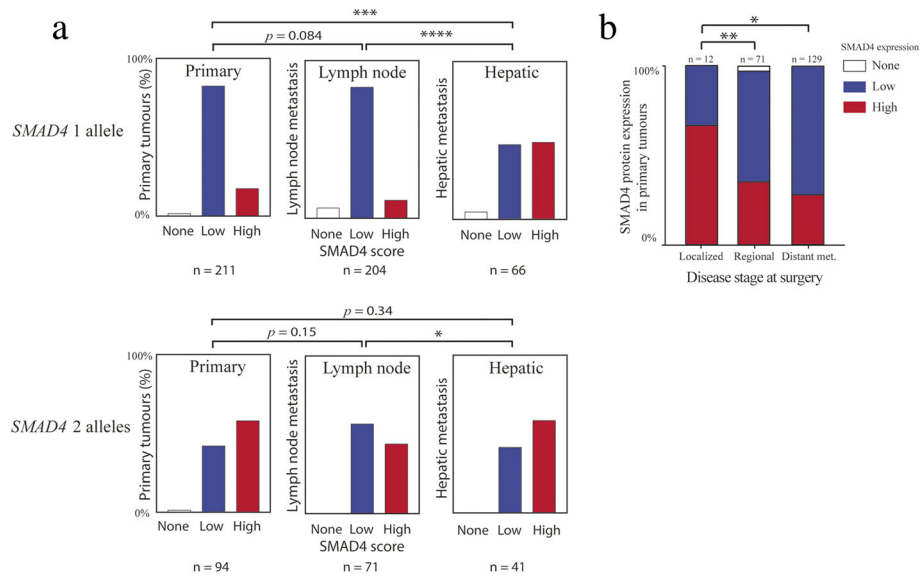 a
***
p = 0.084
****
SMAD4 1 allele
100%
0%
Primary tumours (%)
Primary
None Low High
n = 211
Lymph node metastasis
Lymph node
None Low High
SMAD4 score
n = 204
Hepatic metastasis
Hepatic
None Low High
n = 66
p = 0.34
p = 0.15
*
SMAD4 2 alleles
100%
0%
Primary tumours (%)
Primary
None Low High
n = 94
Lymph node metastasis
Lymph node
None Low High
SMAD4 score
n = 71
Hepatic metastasis
Hepatic
None Low High
n = 41
b
*
**
n = 12 n = 71 n = 129
100%
0%
SMAD4 protein expression
in primary tumours
Localized Regional Distant met.
Disease stage at surgery
SMAD4 expression
None
Low
High